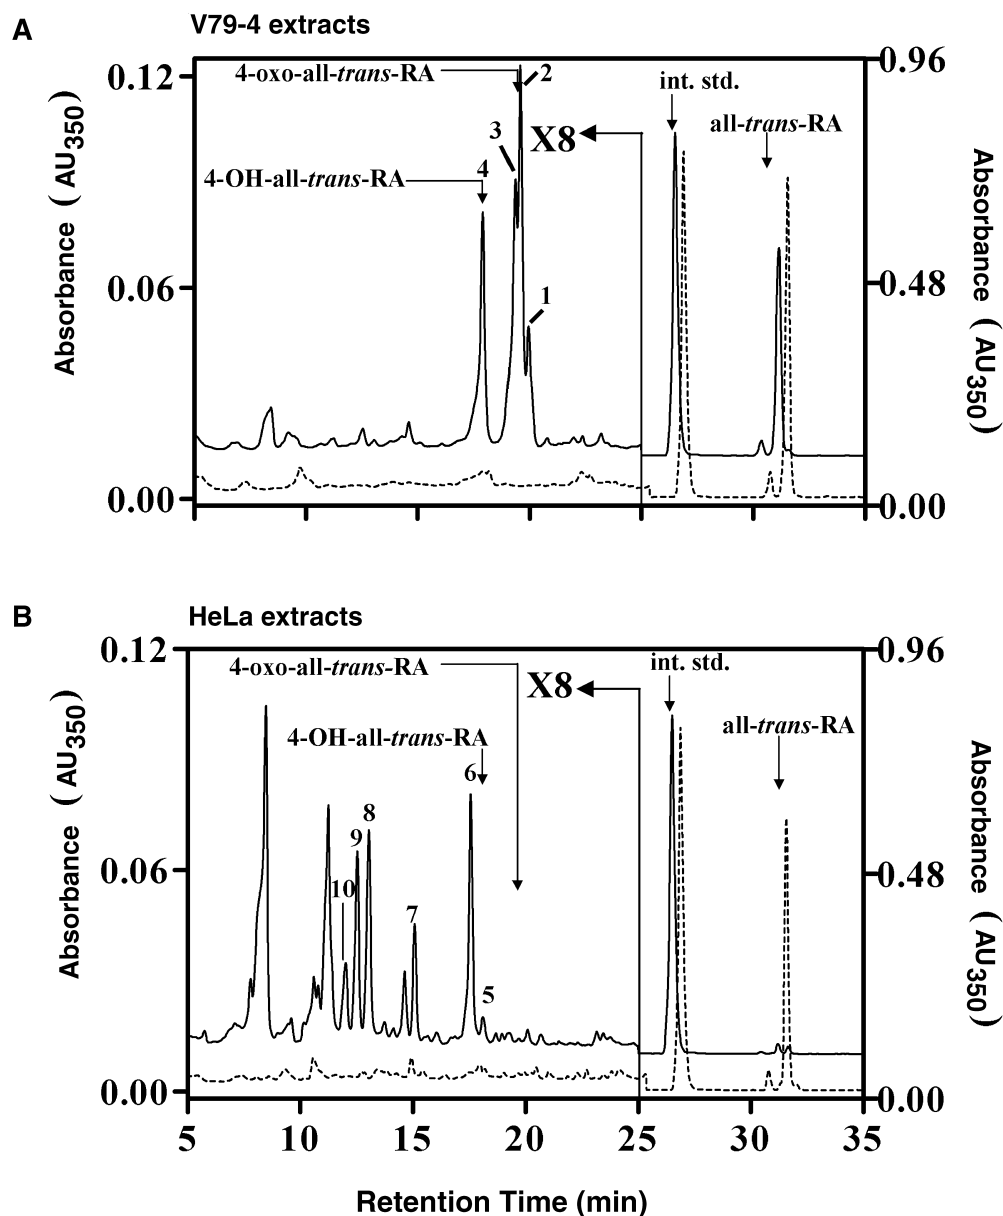 A
V79-4 extracts
0.12
0.96
4-oxo-all-trans-RA
2
int. std.
3
X8
all-trans-RA
4
4-OH-all-trans-RA
Absorbance ( AU350)
0.06
0.48
1
Absorbance ( AU350)
0.00
0.00
B
HeLa extracts
0.12
0.96
4-oxo-all-trans-RA
int. std.
X8
all-trans-RA
4-OH-all-trans-RA
6
8
9
10
7
5
Absorbance ( AU350)
0.06
0.48
Absorbance ( AU350)
0.00
0.00
5 10 15 20 25 30 35
Retention Time (min)